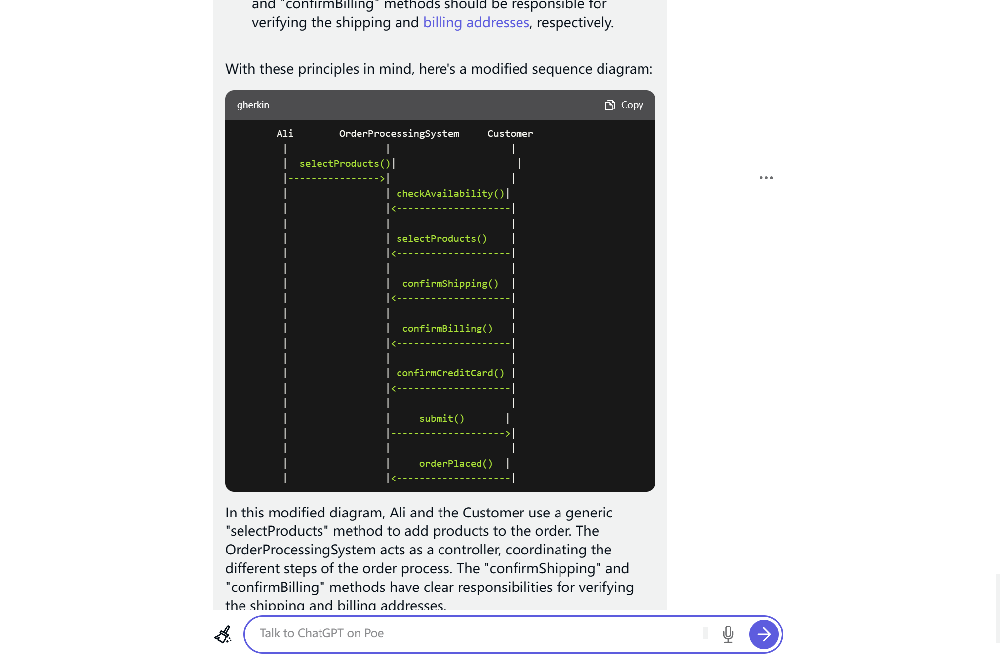 and "confirmBilling" methods should be responsible for
verifying the shipping and billing addresses, respectively.
With these principles in mind, here's a modified sequence diagram:
gherkin Copy
Ali OrderProcessingSystem Customer
| | |
| selectProducts()| |
|---------------->| |
| | checkAvailability()|
| |<--------------------|
| | |
| | selectProducts() |
| |<--------------------|
| | |
| | confirmShipping() |
| |<--------------------|
| | |
| | confirmBilling() |
| |<--------------------|
| | |
| | confirmCreditCard() |
| |<--------------------|
| | |
| | submit() |
| |-------------------->|
| | |
| | orderPlaced() |
| |<--------------------|
In this modified diagram, Ali and the Customer use a generic
"selectProducts" method to add products to the order. The
OrderProcessingSystem acts as a controller, coordinating the
different steps of the order process. The "confirmShipping" and
"confirmBilling" methods have clear responsibilities for verifying
the shipping and billing addresses.
Talk to ChatGPT on Poe